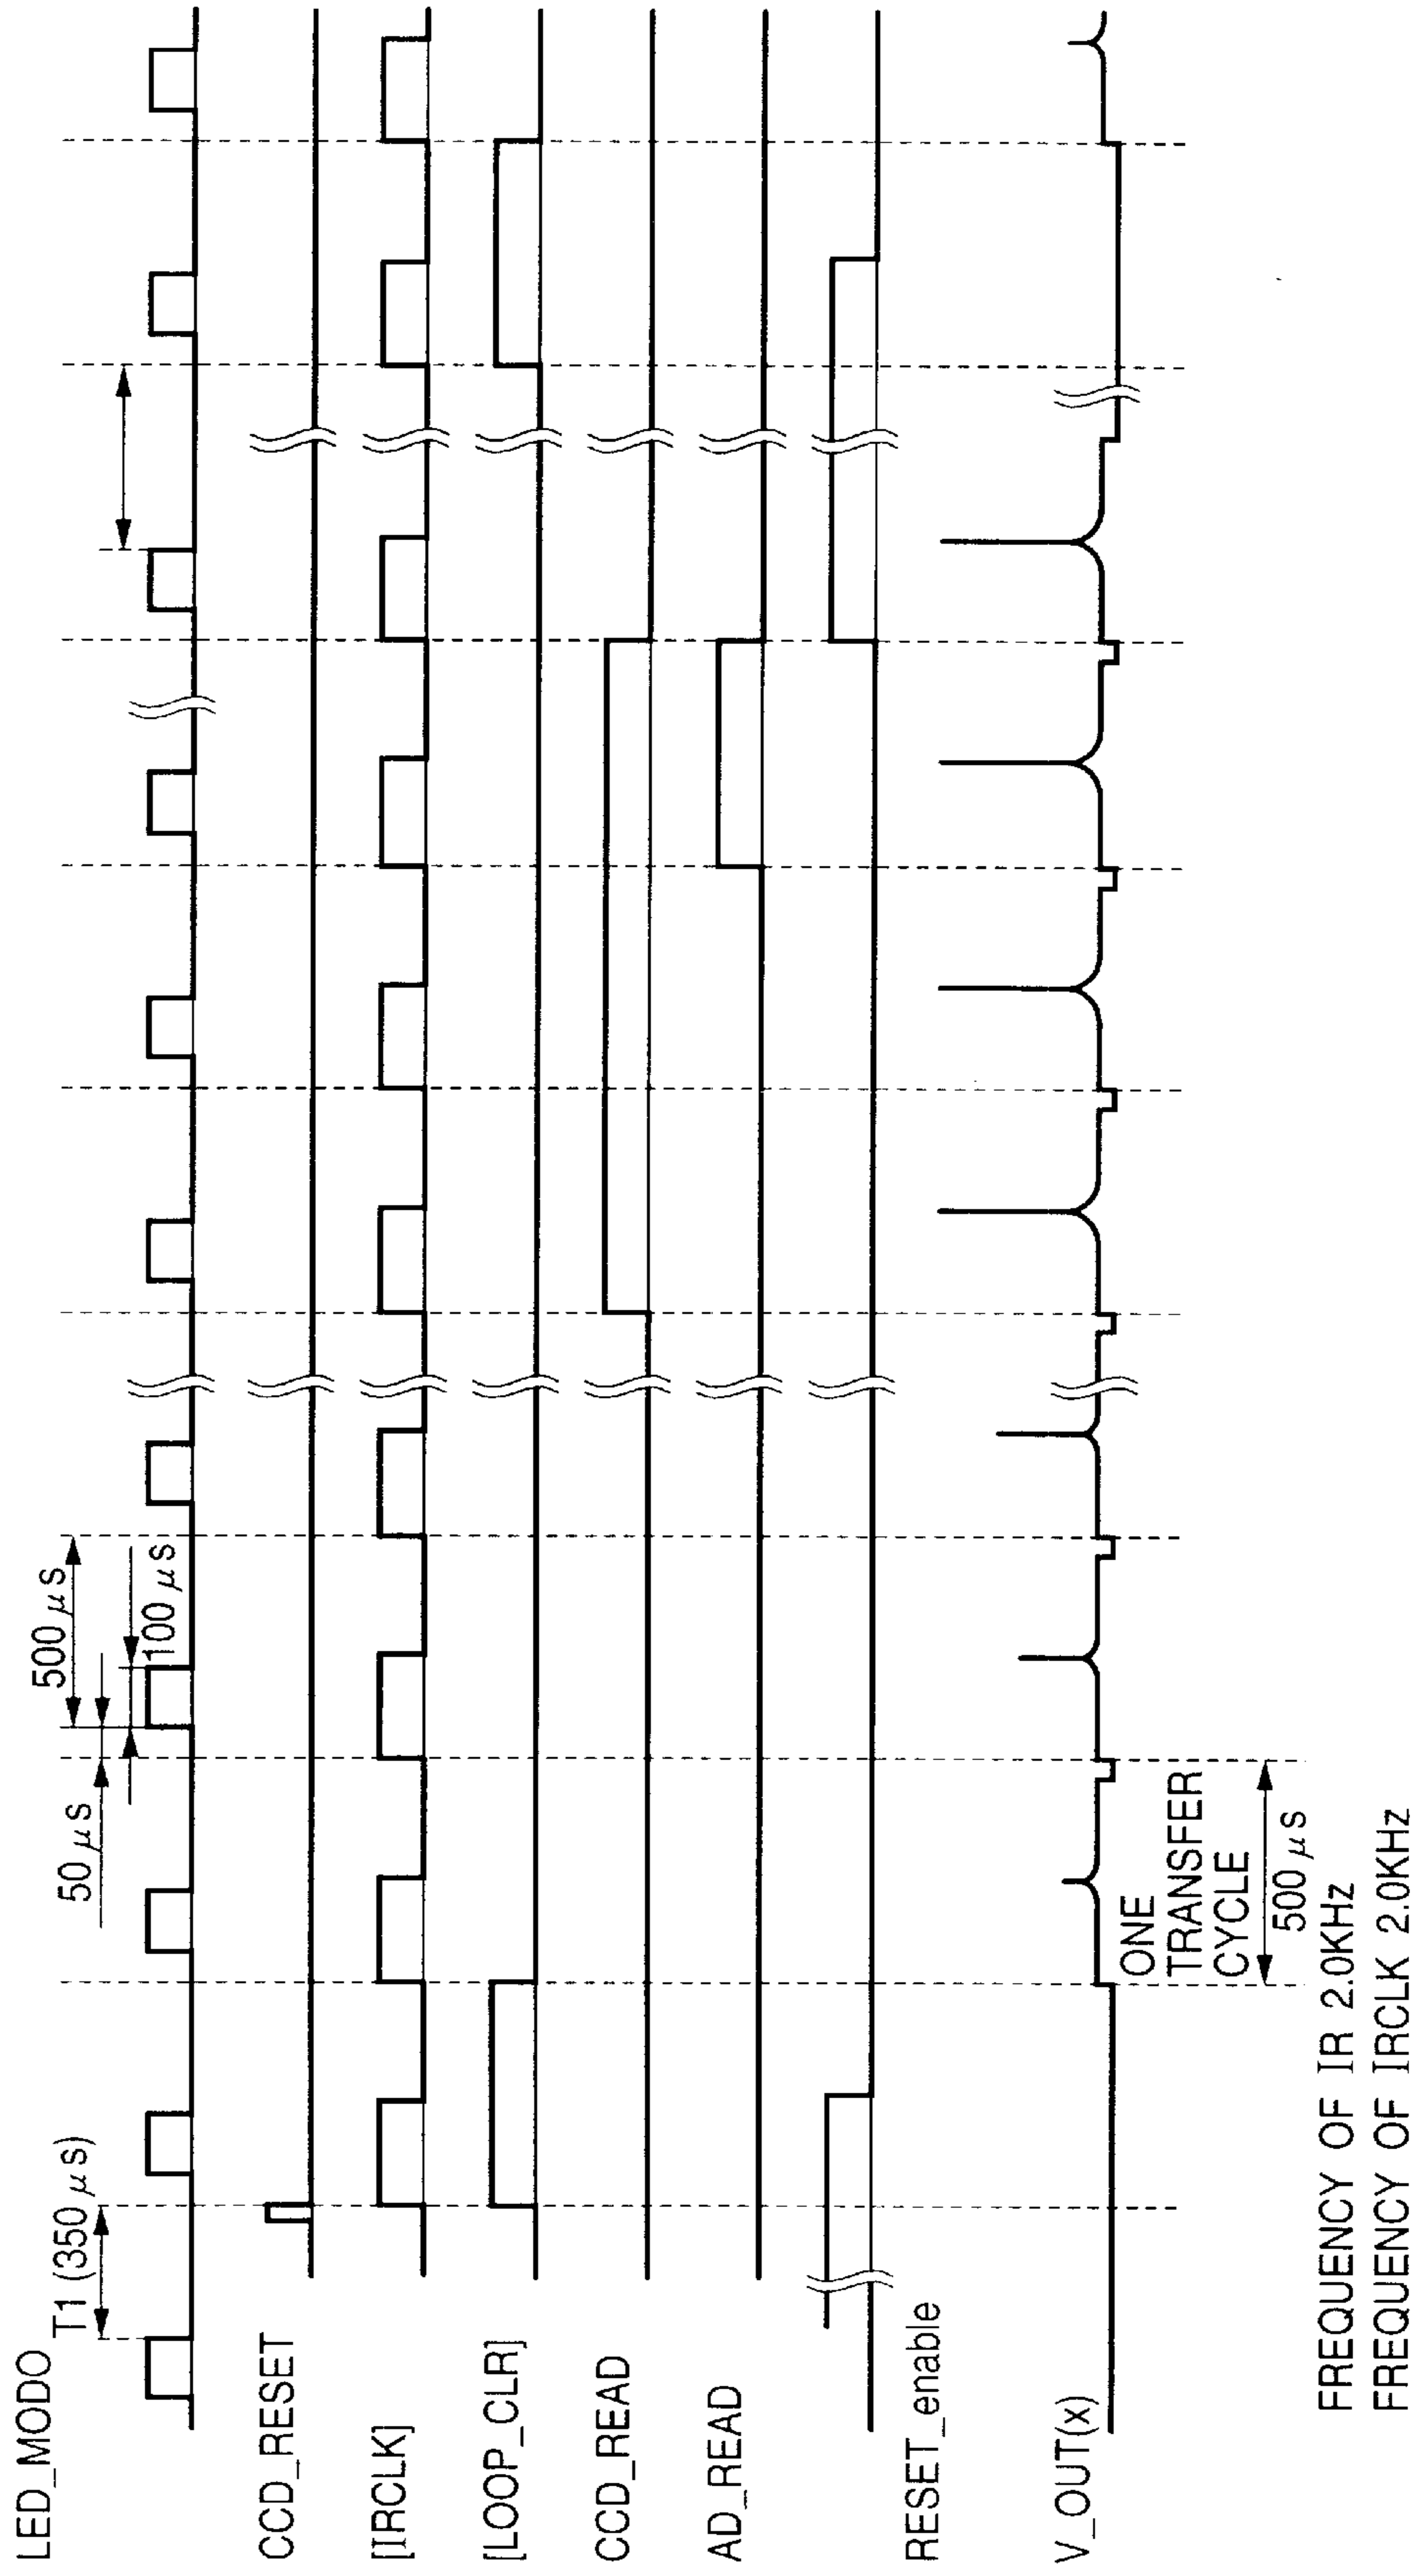 LED_MODO
T1 (350 μs)
50 μs
500 μs
100 μs
CCD_RESET
[IRCLK]
[LOOP_CLR]
CCD_READ
AD_READ
RESET_enable
V_OUT(x)
ONE
TRANSFER
CYCLE
500 μs
FREQUENCY OF IR 2.0KHz
FREQUENCY OF IRCLK 2.0KHz